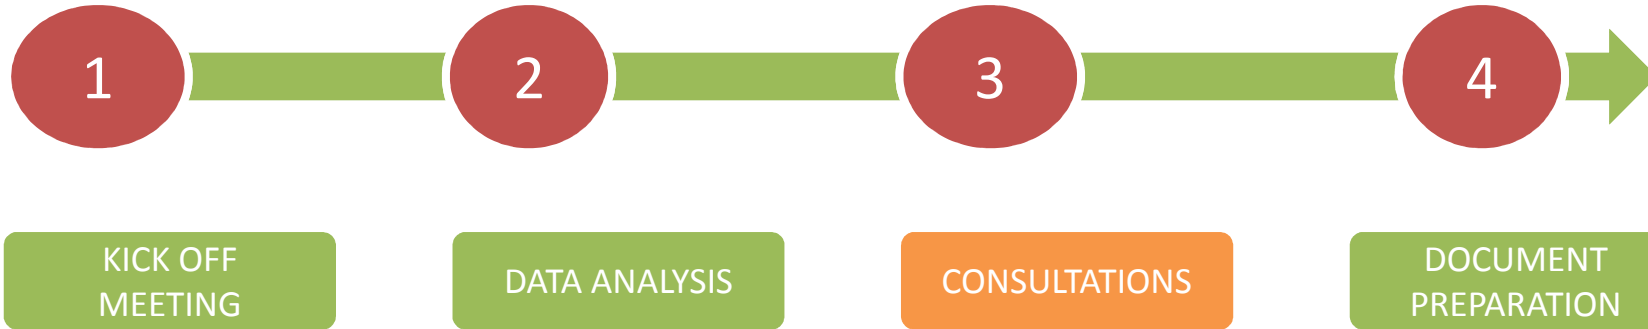 1
2
3
4
KICK OFF
MEETING
DATA ANALYSIS
CONSULTATIONS
DOCUMENT
PREPARATION